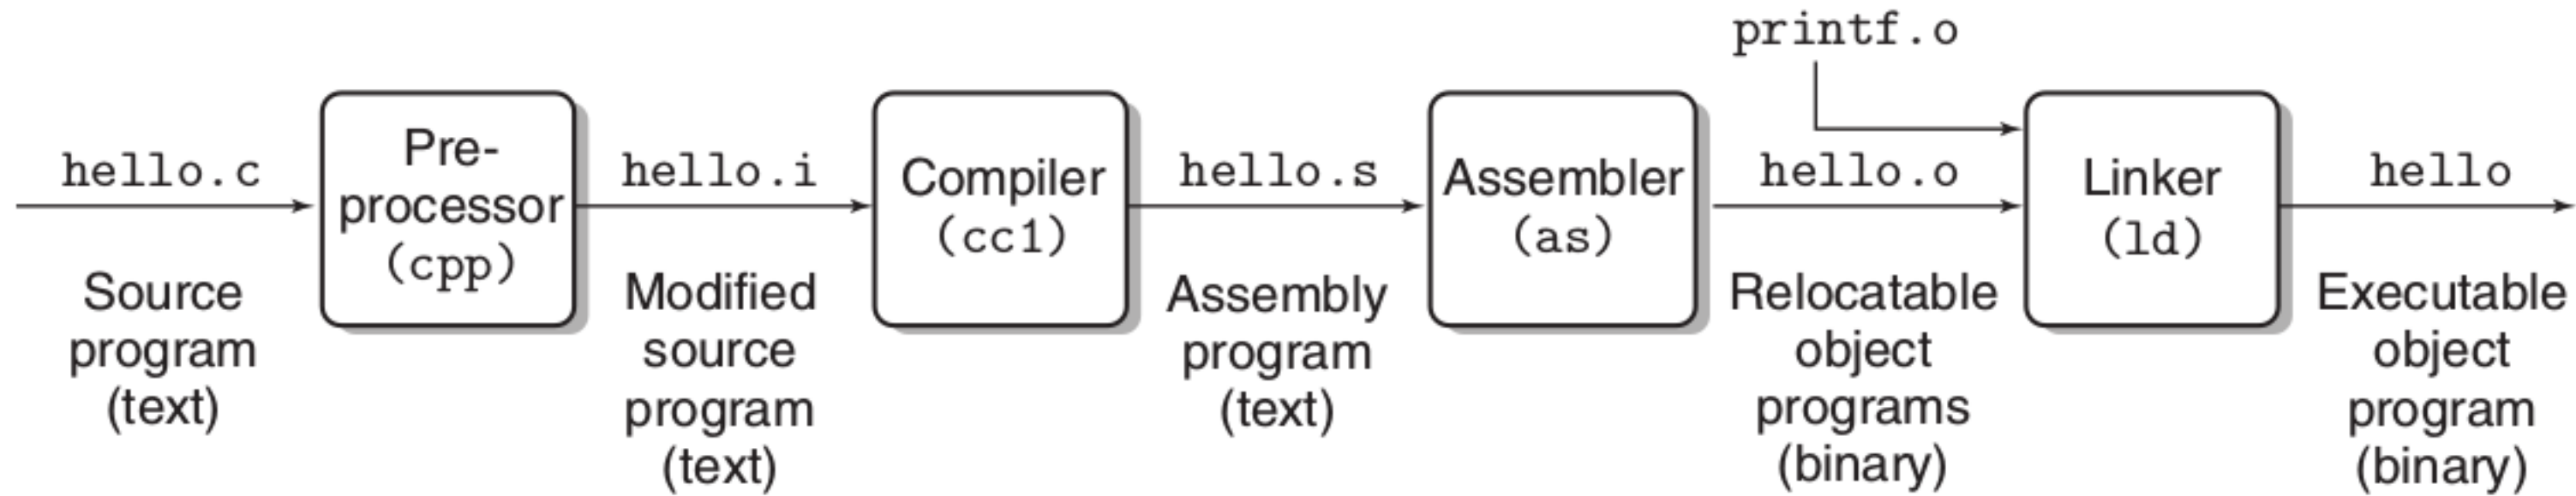 printf.o
hello.c
Pre-
processor
(cpp)
hello.i
Compiler
(cc1)
hello.s
Assembler
(as)
hello.o
Linker
(ld)
hello
Source
program
(text)
Modified
source
program
(text)
Assembly
program
(text)
Relocatable
object
programs
(binary)
Executable
object
program
(binary)